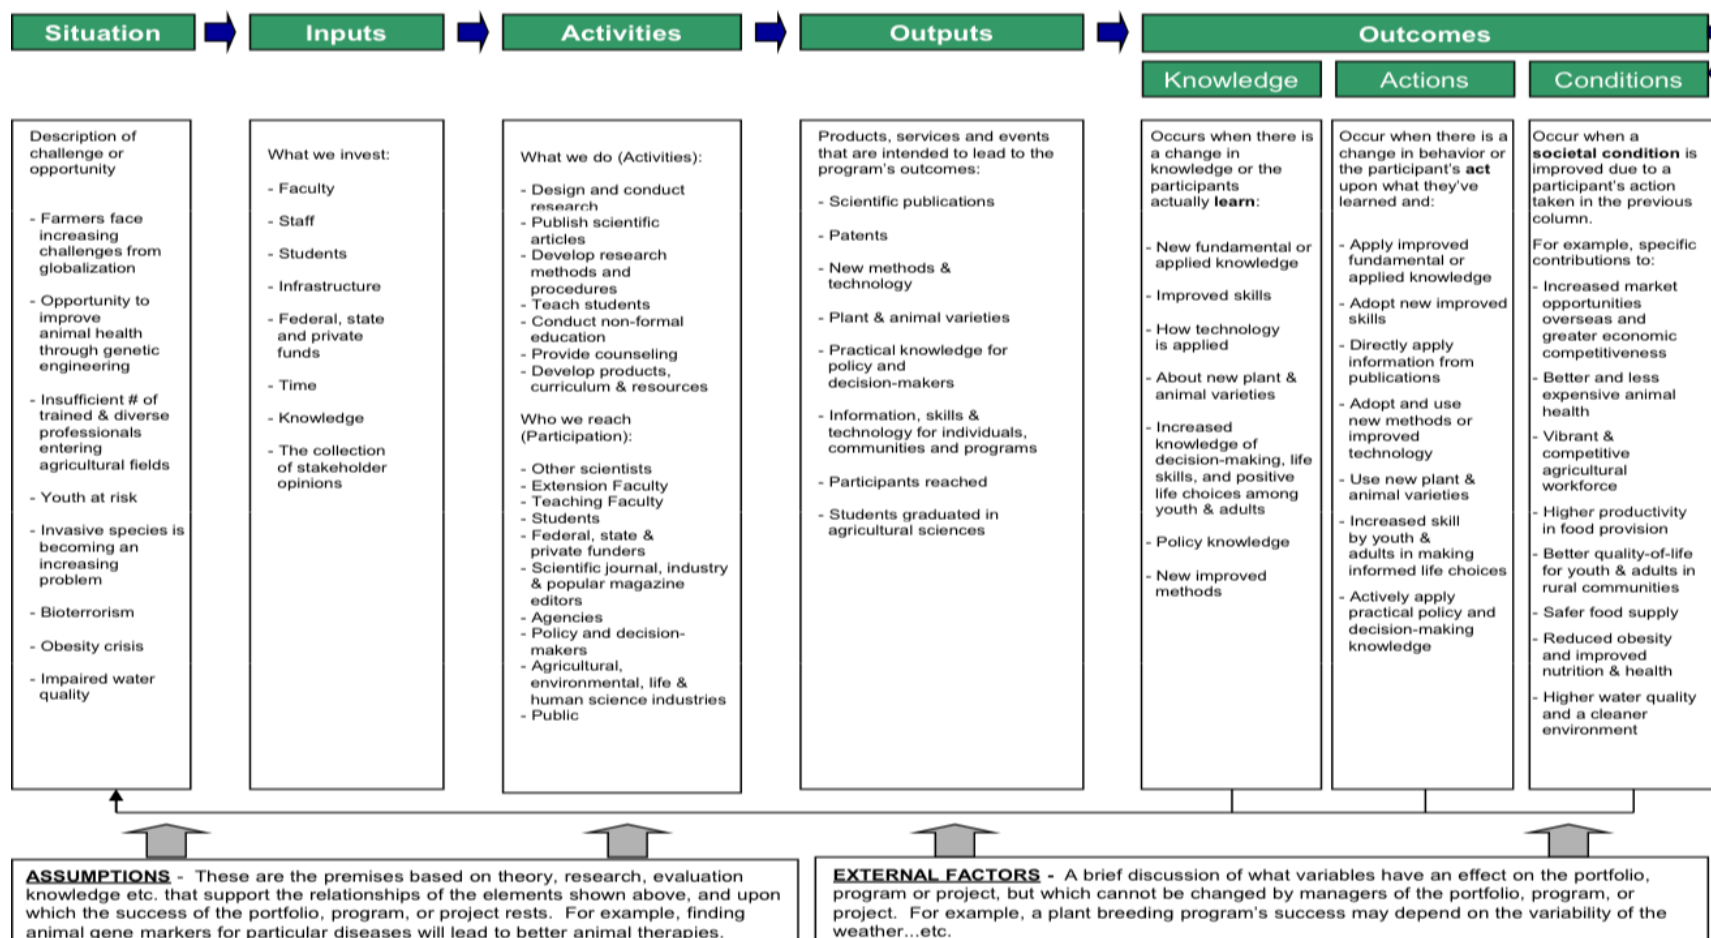 Situation
Inputs
Activities
Outputs
Outcomes
Knowledge
Actions
Conditions
Description of
challenge or
opportunity
- Farmers face
increasing
challenges from
globalization
- Opportunity to
improve
animal health
through genetic
engineering
- Insufficient # of
trained & diverse
professionals
entering
agricultural fields
- Youth at risk
- Invasive species is
becoming an
increasing
problem
- Bioterrorism
- Obesity crisis
- Impaired water
quality
What we invest:
- Faculty
- Staff
- Students
- Infrastructure
- Federal, state
and private
funds
- Time
- Knowledge
- The collection
of stakeholder
opinions
What we do (Activities):
- Design and conduct
research
- Publish scientific
articles
- Develop research
methods and
procedures
- Teach students
- Conduct non-formal
education
- Provide counseling
- Develop products,
curriculum & resources
Who we reach
(Participation):
- Other scientists
- Extension Faculty
- Teaching Faculty
- Students
- Federal, state &
private funders
- Scientific journal, industry
& popular magazine
editors
- Agencies
- Policy and decision-
makers
- Agricultural,
environmental, life &
human science industries
- Public
Products, services and events
that are intended to lead to the
program's outcomes:
- Scientific publications
- Patents
- New methods &
technology
- Plant & animal varieties
- Practical knowledge for
policy and
decision-makers
- Information, skills &
technology for individuals,
communities and programs
- Participants reached
- Students graduated in
agricultural sciences
Occurs when there is
a change in
knowledge or the
participants
actually learn:
- New fundamental or
applied knowledge
- Improved skills
- How technology
is applied
- About new plant &
animal varieties
- Increased
knowledge of
decision-making, life
skills, and positive
life choices among
youth & adults
- Policy knowledge
- New improved
methods
Occur when there is a
change in behavior or
the participant's act
upon what they've
learned and:
- Apply improved
fundamental or
applied knowledge
- Adopt new improved
skills
- Directly apply
information from
publications
- Adopt and use
new methods or
improved
technology
- Use new plant &
animal varieties
- Increased skill
by youth &
adults in making
informed life choices
- Actively apply
practical policy and
decision-making
knowledge
Occur when a
societal condition is
improved due to a
participant's action
taken in the previous
column.
For example, specific
contributions to:
- Increased market
opportunities
overseas and
greater economic
competitiveness
- Better and less
expensive animal
health
- Vibrant &
competitive
agricultural
workforce
- Higher productivity
in food provision
- Better quality-of-life
for youth & adults in
rural communities
- Safer food supply
- Reduced obesity
and improved
nutrition & health
- Higher water quality
and a cleaner
environment
ASSUMPTIONS - These are the premises based on theory, research, evaluation
knowledge etc. that support the relationships of the elements shown above, and upon
which the success of the portfolio, program, or project rests. For example, finding
animal gene markers for particular diseases will lead to better animal therapies.
EXTERNAL FACTORS - A brief discussion of what variables have an effect on the portfolio,
program or project, but which cannot be changed by managers of the portfolio, program, or
project. For example, a plant breeding program's success may depend on the variability of the
weather...etc.